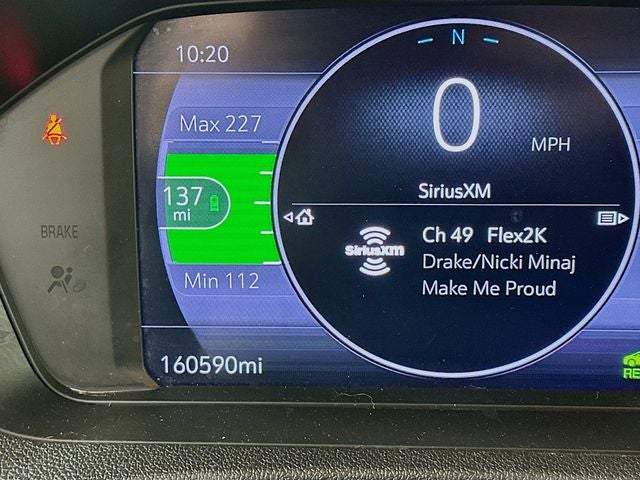 10:20
N
Max 227
0
MPH
SiriusXM
137
mi
Ch 49 Flex2K
SiriusXM
Drake/Nicki Minaj
BRAKE
Min 112
Make Me Proud
160590mi
RE